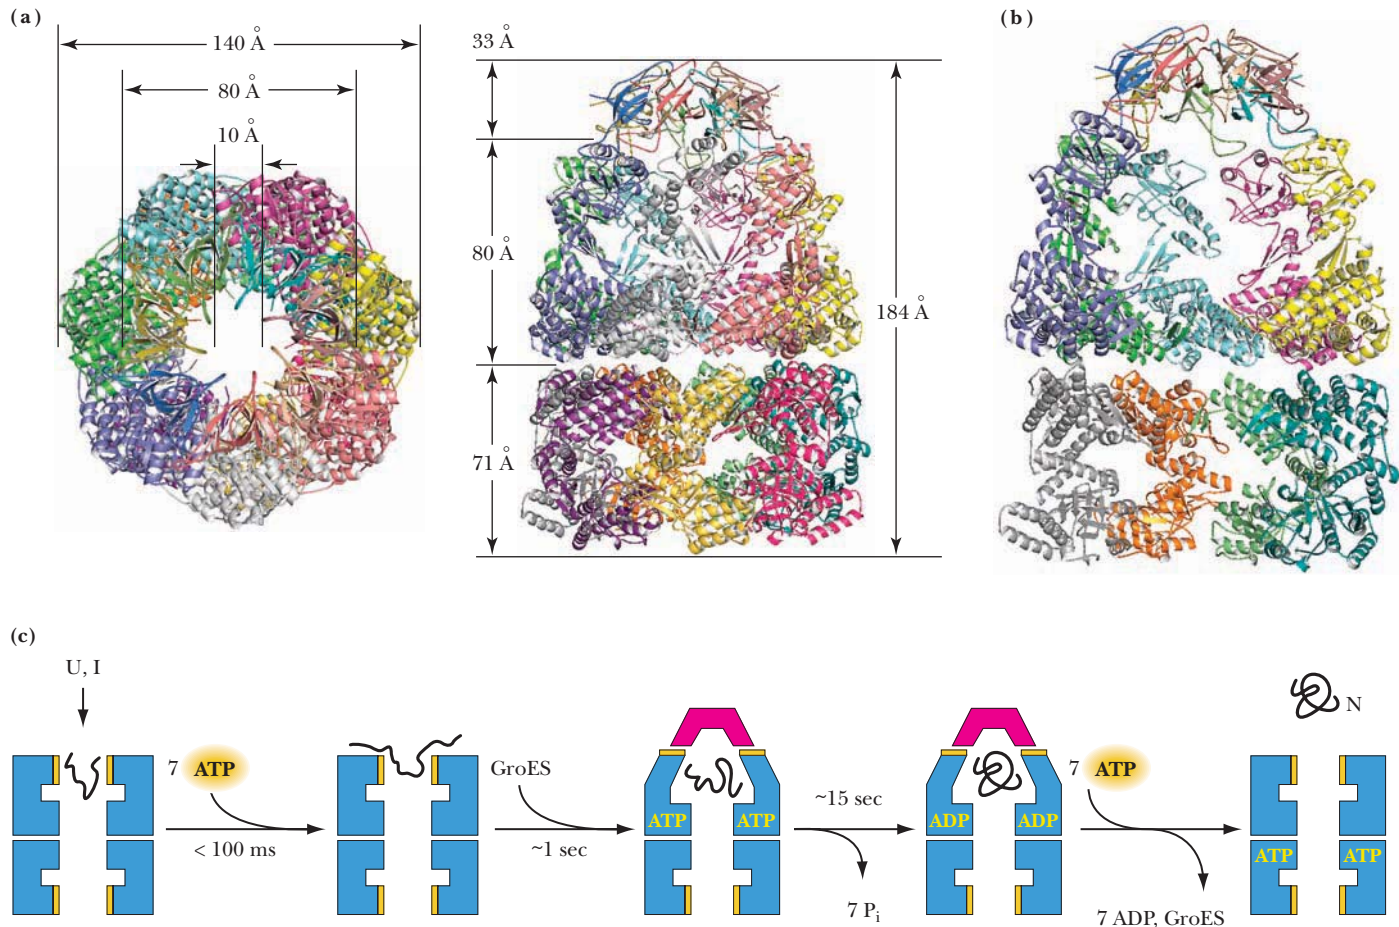 (a)
140 Å
80 Å
10 Å
33 Å
80 Å
184 Å
71 Å
(b)
(c)
U, I
7 ATP
< 100 ms
GroES
~1 sec
ATP ATP
~15 sec
7 Pi
ADP ADP
7 ATP
7 ADP, GroES
N
ATP ATP